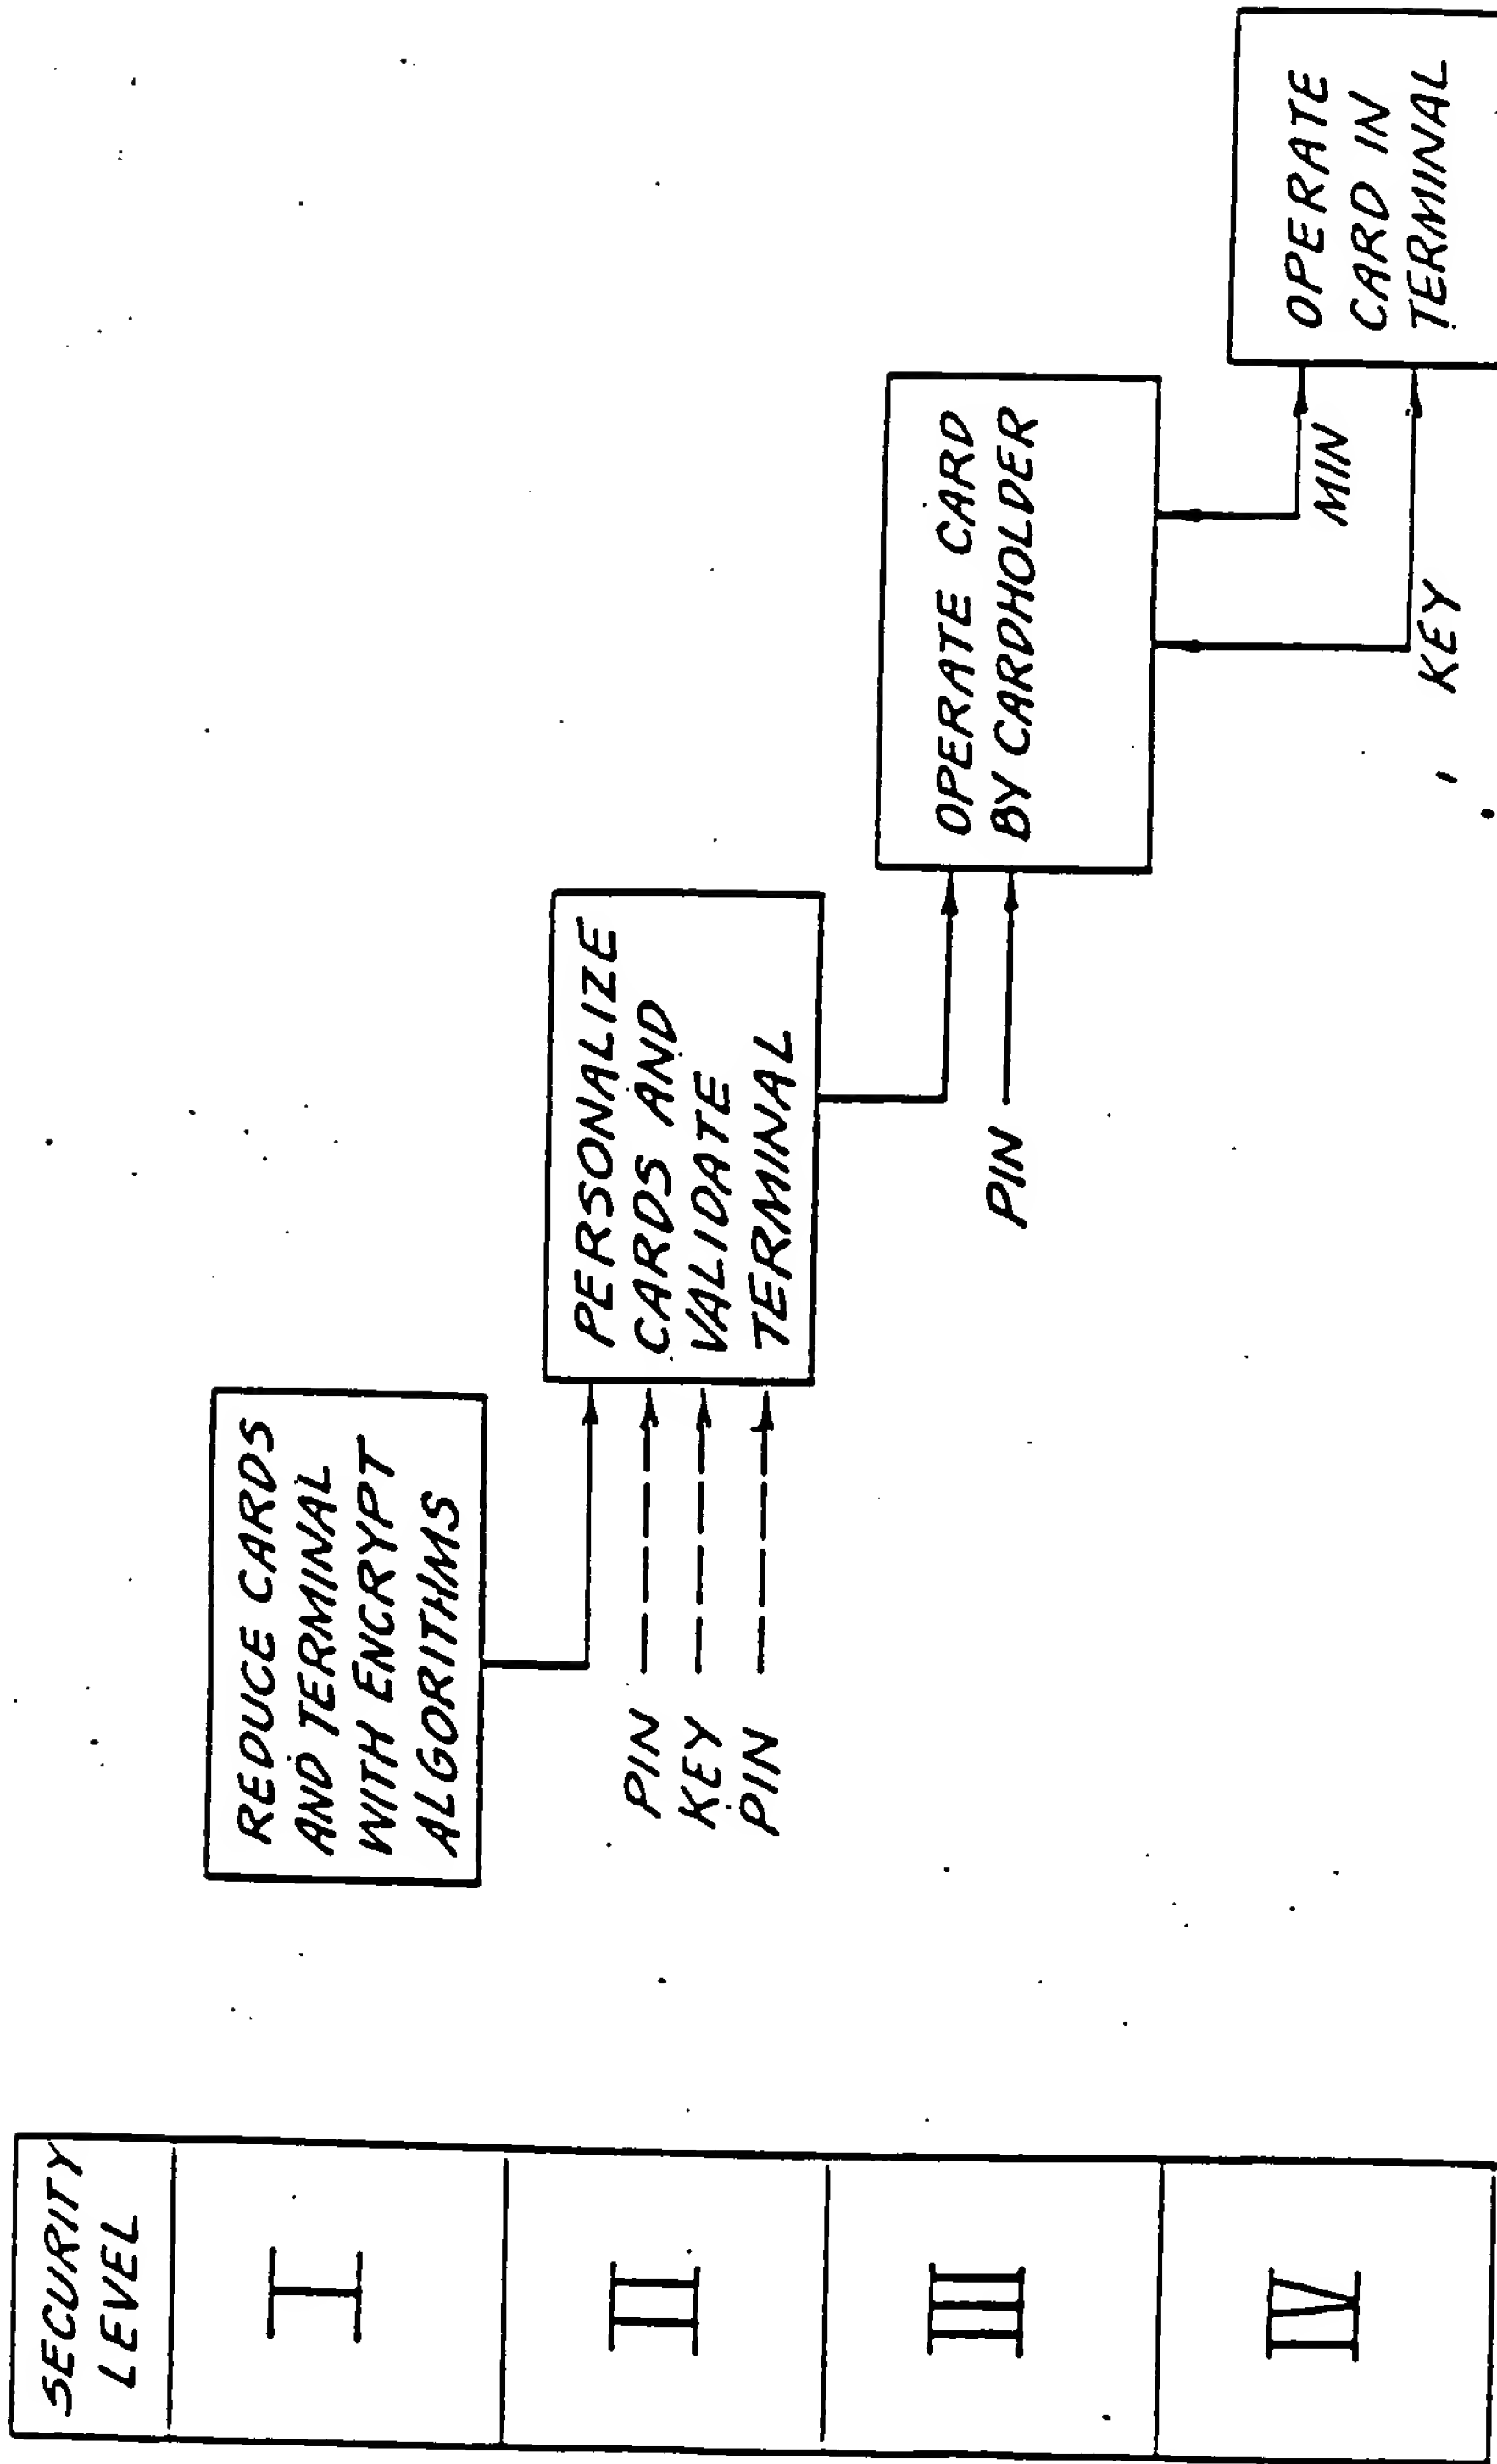 SECURITY
LEVEL
I
REDUCE CARDS
AND TERMINAL
WITH ENCRYPT
ALGORITHMS
II
PIN
KEY
PIN
PERSONALIZE
CARDS AND
VALIDATE
TERMINAL
III
PIN
OPERATE CARD
BY CARDHOLDER
IV
KEY
MIN
OPERATE
CARD IN
TERMINAL